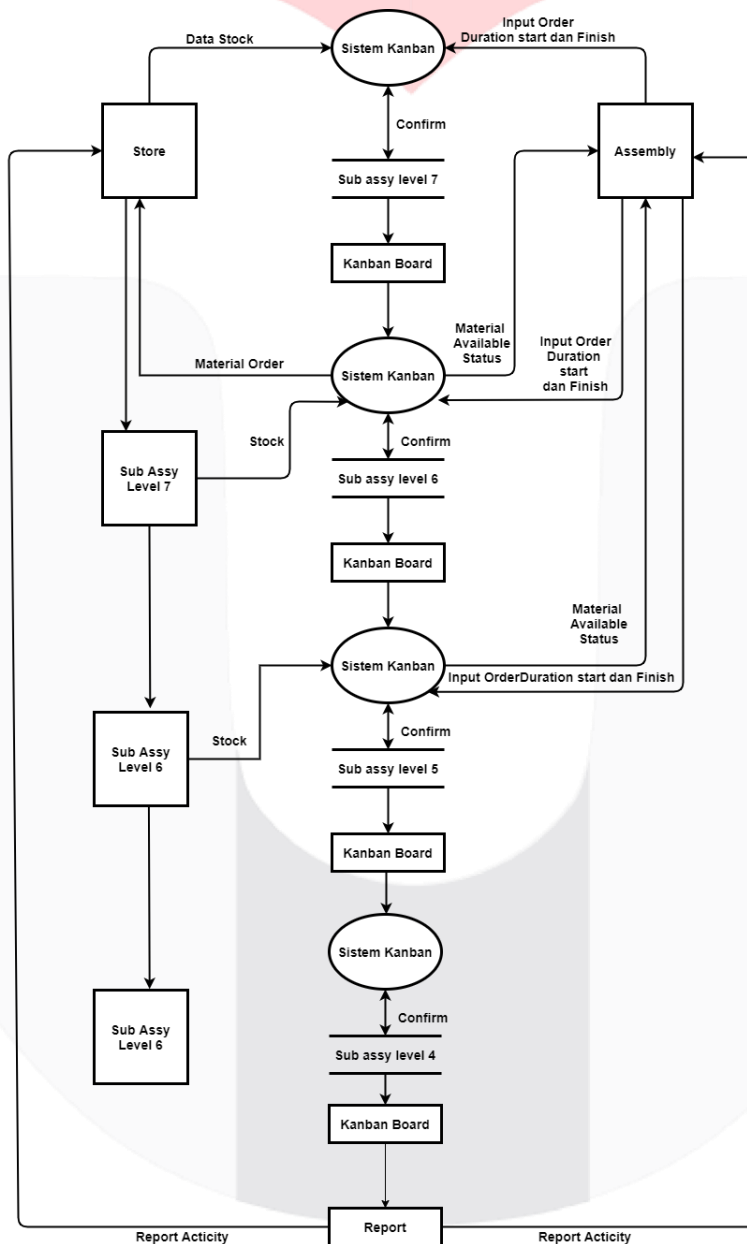 Input Order
Duration start dan Finish
Data Stock
Sistem Kanban
Confirm
Store
Assembly
Sub assy level 7
Kanban Board
Material
Available
Status
Input Order
Duration
start
dan Finish
Material Order
Sistem Kanban
Stock
Confirm
Sub Assy
Level 7
Sub assy level 6
Kanban Board
Material
Available
Status
Sistem Kanban
Input OrderDuration start dan Finish
Stock
Confirm
Sub Assy
Level 6
Sub assy level 5
Kanban Board
Sistem Kanban
Confirm
Sub Assy
Level 6
Sub assy level 4
Kanban Board
Report
Report Acticity
Report Acticity